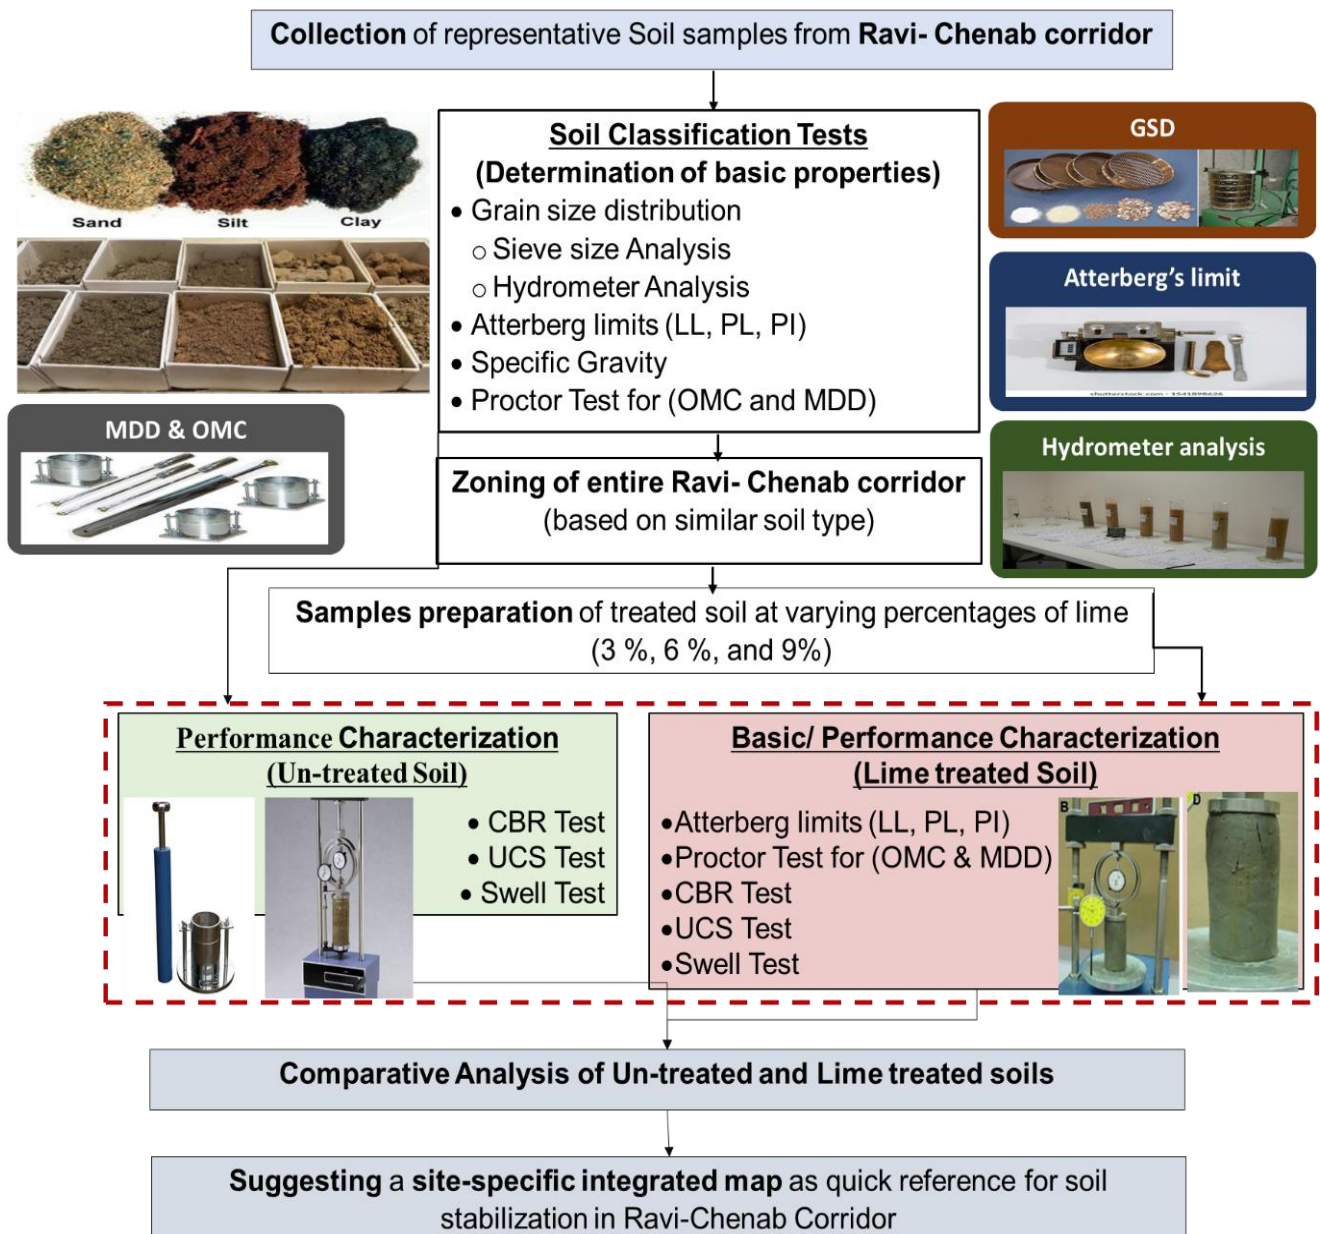 Collection of representative Soil samples from Ravi- Chenab corridor
Sand
Silt
Clay
MDD & OMC
Soil Classification Tests
(Determination of basic properties)
• Grain size distribution
o Sieve size Analysis
o Hydrometer Analysis
• Atterberg limits (LL, PL, PI)
• Specific Gravity
• Proctor Test for (OMC and MDD)
GSD
Atterberg’s limit
shutterstock.com · 1541898626
Hydrometer analysis
Zoning of entire Ravi- Chenab corridor
(based on similar soil type)
Samples preparation of treated soil at varying percentages of lime
(3 %, 6 %, and 9%)
Performance Characterization
(Un-treated Soil)
• CBR Test
• UCS Test
• Swell Test
Basic/ Performance Characterization
(Lime treated Soil)
•Atterberg limits (LL, PL, PI)
•Proctor Test for (OMC & MDD)
•CBR Test
•UCS Test
•Swell Test
B
D
Comparative Analysis of Un-treated and Lime treated soils
Suggesting a site-specific integrated map as quick reference for soil
stabilization in Ravi-Chenab Corridor